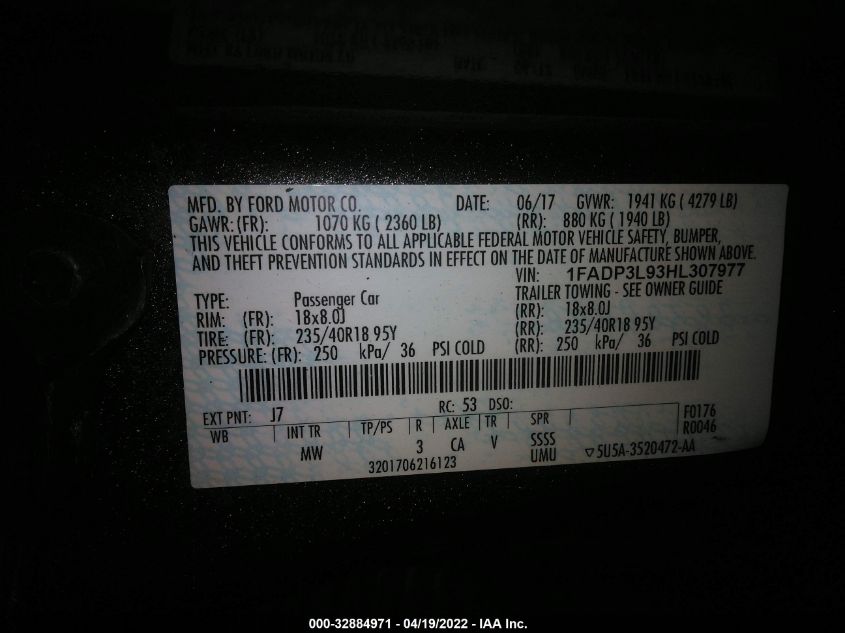 MFD. BY FORD MOTOR CO. DATE: 06/17 GVWR: 1941 KG ( 4279 LB)
GAWR: (FR): 1070 KG ( 2360 LB) (RR): 880 KG ( 1940 LB)
THIS VEHICLE CONFORMS TO ALL APPLICABLE FEDERAL MOTOR VEHICLE SAFETY, BUMPER,
AND THEFT PREVENTION STANDARDS IN EFFECT ON THE DATE OF MANUFACTURE SHOWN ABOVE.
VIN: 1FADP3L93HL307977
TYPE: Passenger Car TRAILER TOWING - SEE OWNER GUIDE
RIM: (FR): 18x8.0J (RR): 18x8.0J
TIRE: (FR): 235/40R18 95Y (RR): 235/40R18 95Y
PRESSURE: (FR): 250 kPa/ 36 PSI COLD (RR): 250 kPa/ 36 PSI COLD
EXT PNT: J7 RC: 53 DSO: F0176
WB INT TR TP/PS R AXLE TR SPR R0046
MW 3 CA V SSSS
3201706216123 UMU ▽5U5A-3520472-AA
000-32884971 - 04/19/2022 - IAA Inc.